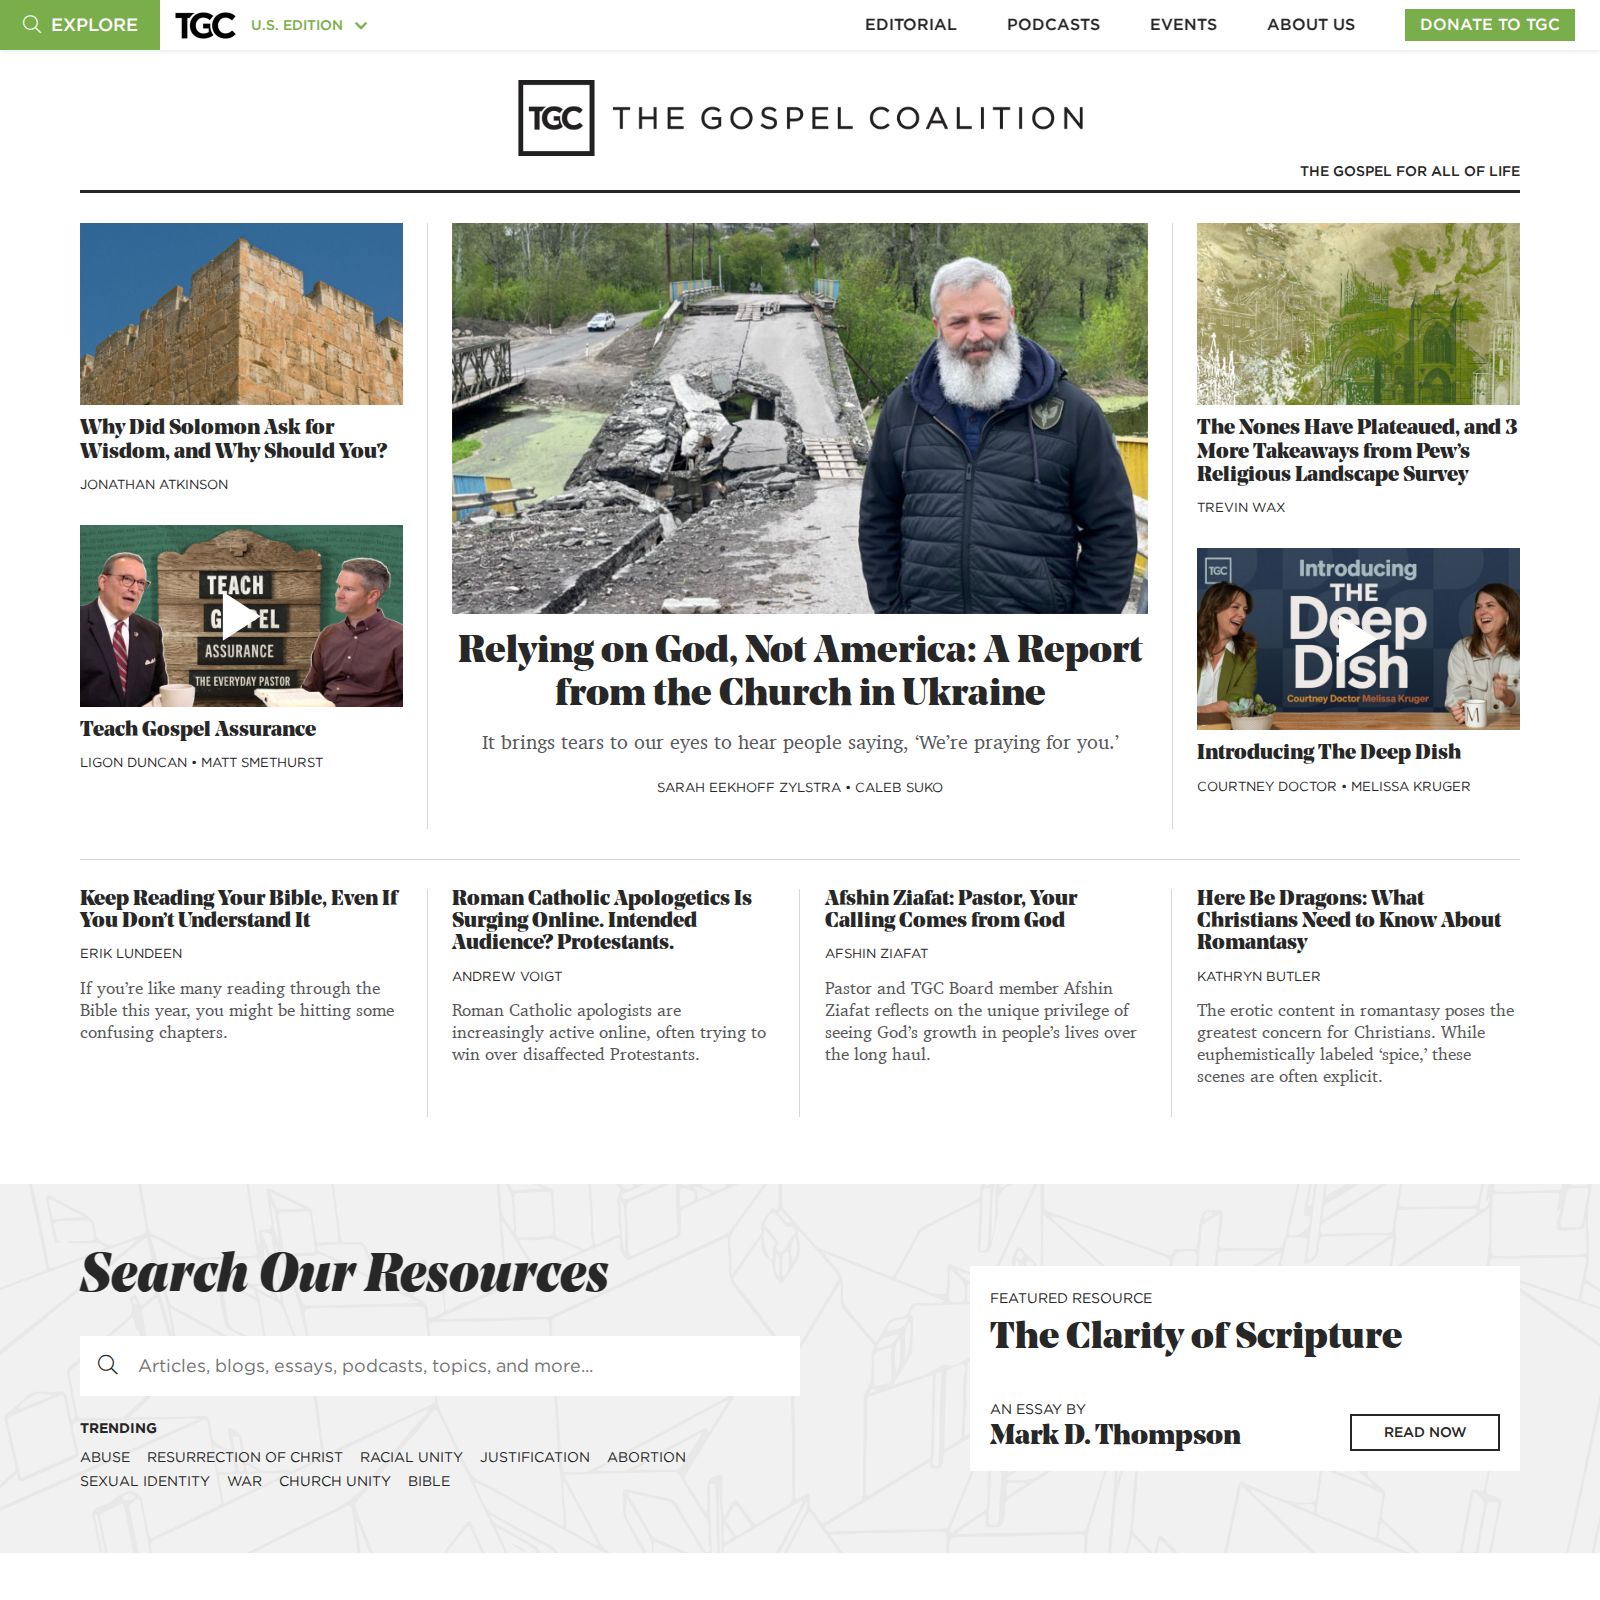 EXPLORE
TGC
U.S. EDITION
EDITORIAL
PODCASTS
EVENTS
ABOUT US
DONATE TO TGC
TGC THE GOSPEL COALITION
THE GOSPEL FOR ALL OF LIFE
Why Did Solomon Ask for
Wisdom, and Why Should You?
JONATHAN ATKINSON
TEACH
GOSPEL
ASSURANCE
THE EVERYDAY PASTOR
Teach Gospel Assurance
LIGON DUNCAN • MATT SMETHURST
Relying on God, Not America: A Report
from the Church in Ukraine
It brings tears to our eyes to hear people saying, ‘We’re praying for you.’
SARAH EEKHOFF ZYLSTRA • CALEB SUKO
The Nones Have Plateaued, and 3
More Takeaways from Pew’s
Religious Landscape Survey
TREVIN WAX
TGC
Introducing
THE
Deep
Dish
Courtney Doctor Melissa Kruger
M
Introducing The Deep Dish
COURTNEY DOCTOR • MELISSA KRUGER
Keep Reading Your Bible, Even If
You Don’t Understand It
ERIK LUNDEEN
If you’re like many reading through the
Bible this year, you might be hitting some
confusing chapters.
Roman Catholic Apologetics Is
Surging Online. Intended
Audience? Protestants.
ANDREW VOIGT
Roman Catholic apologists are
increasingly active online, often trying to
win over disaffected Protestants.
Afshin Ziafat: Pastor, Your
Calling Comes from God
AFSHIN ZIAFAT
Pastor and TGC Board member Afshin
Ziafat reflects on the unique privilege of
seeing God’s growth in people’s lives over
the long haul.
Here Be Dragons: What
Christians Need to Know About
Romantasy
KATHRYN BUTLER
The erotic content in romantasy poses the
greatest concern for Christians. While
euphemistically labeled ‘spice,’ these
scenes are often explicit.
Search Our Resources
Articles, blogs, essays, podcasts, topics, and more...
TRENDING
ABUSE RESURRECTION OF CHRIST RACIAL UNITY JUSTIFICATION ABORTION
SEXUAL IDENTITY WAR CHURCH UNITY BIBLE
FEATURED RESOURCE
The Clarity of Scripture
AN ESSAY BY
Mark D. Thompson
READ NOW